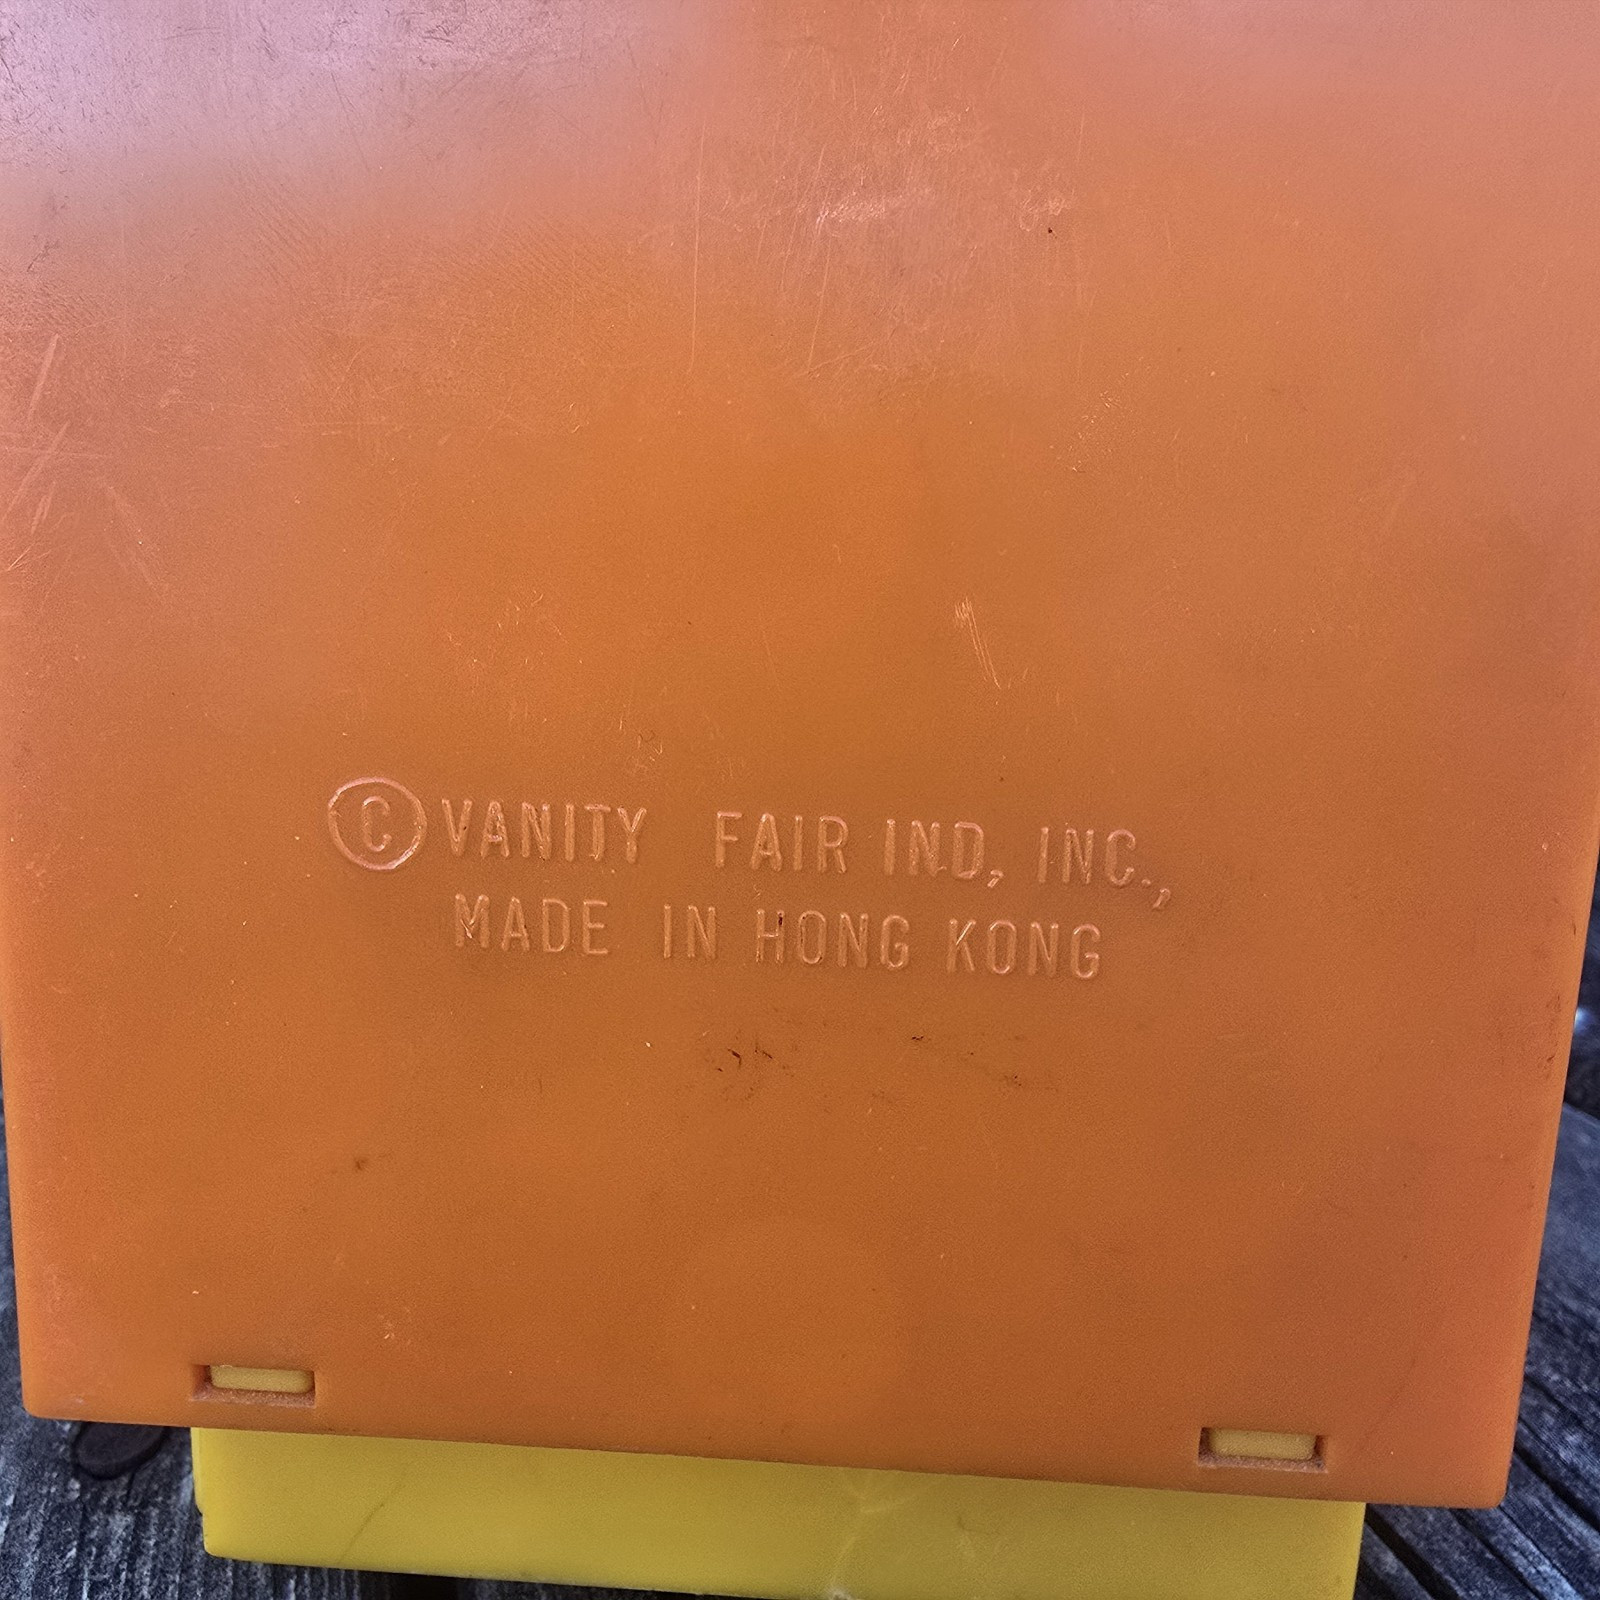 © VANITY FAIR IND, INC.,
MADE IN HONG KONG